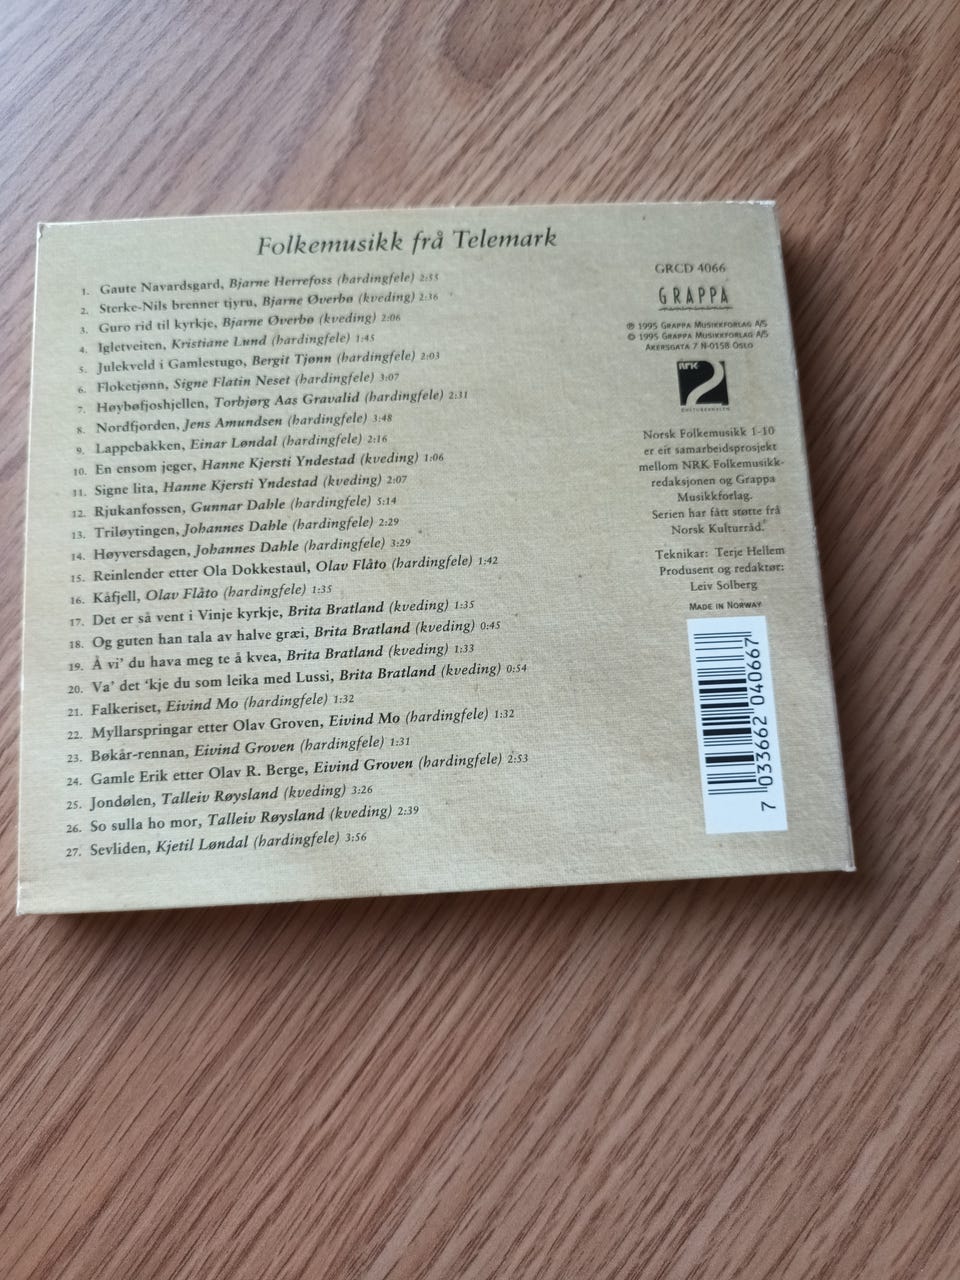 Folkemusikk frå Telemark
1. Gaute Navardsgard, Bjarne Herrefoss (hardingfele) 2:55
2. Sterke-Nils brenner tjyru, Bjarne Øverbø (kveding) 2:36
3. Guro rid til kyrkje, Bjarne Øverbø (kveding) 2:06
4. Igletveiten, Kristiane Lund (hardingfele) 1:45
5. Julekveld i Gamlestugo, Bergit Tjønn (hardingfele) 2:03
6. Floketjønn, Signe Flatin Neset (hardingfele) 3:07
7. Høybøfjoshjellen, Torbjørg Aas Gravalid (hardingfele) 2:31
8. Nordfjorden, Jens Amundsen (hardingfele) 3:48
9. Lappebakken, Einar Løndal (hardingfele) 2:16
10. En ensom jeger, Hanne Kjersti Yndestad (kveding) 1:06
11. Signe lita, Hanne Kjersti Yndestad (kveding) 2:07
12. Rjukanfossen, Gunnar Dahle (hardingfele) 5:14
13. Triløytingen, Johannes Dahle (hardingfele) 2:29
14. Høyversdagen, Johannes Dahle (hardingfele) 3:29
15. Reinlender etter Ola Dokkestaul, Olav Flåto (hardingfele) 1:42
16. Kåfjell, Olav Flåto (hardingfele) 1:35
17. Det er så vent i Vinje kyrkje, Brita Bratland (kveding) 1:35
18. Og guten han tala av halve græi, Brita Bratland (kveding) 0:45
19. Å vi' du hava meg te å kvea, Brita Bratland (kveding) 1:33
20. Va' det 'kje du som leika med Lussi, Brita Bratland (kveding) 0:54
21. Falkeriset, Eivind Mo (hardingfele) 1:32
22. Myllarspringar etter Olav Groven, Eivind Mo (hardingfele) 1:32
23. Bøkår-rennan, Eivind Groven (hardingfele) 1:31
24. Gamle Erik etter Olav R. Berge, Eivind Groven (hardingfele) 2:53
25. Jondølen, Talleiv Røysland (kveding) 3:26
26. So sulla ho mor, Talleiv Røysland (kveding) 2:39
27. Sevliden, Kjetil Løndal (hardingfele) 3:56
GRCD 4066
GRAPPA
℗ 1995 Grappa Musikkforlag A/S
© 1995 Grappa Musikkforlag A/S
Akersgata 7 N-0158 Oslo
NRK
2
Norsk Folkemusikk 1-10
er eit samarbeidsprosjekt
mellom NRK Folkemusikk-
redaksjonen og Grappa
Musikkforlag.
Serien har fått støtte frå
Norsk Kulturråd.
Teknikar: Terje Hellem
Produsent og redaktør:
Leiv Solberg
Made in Norway
7 033662 040667